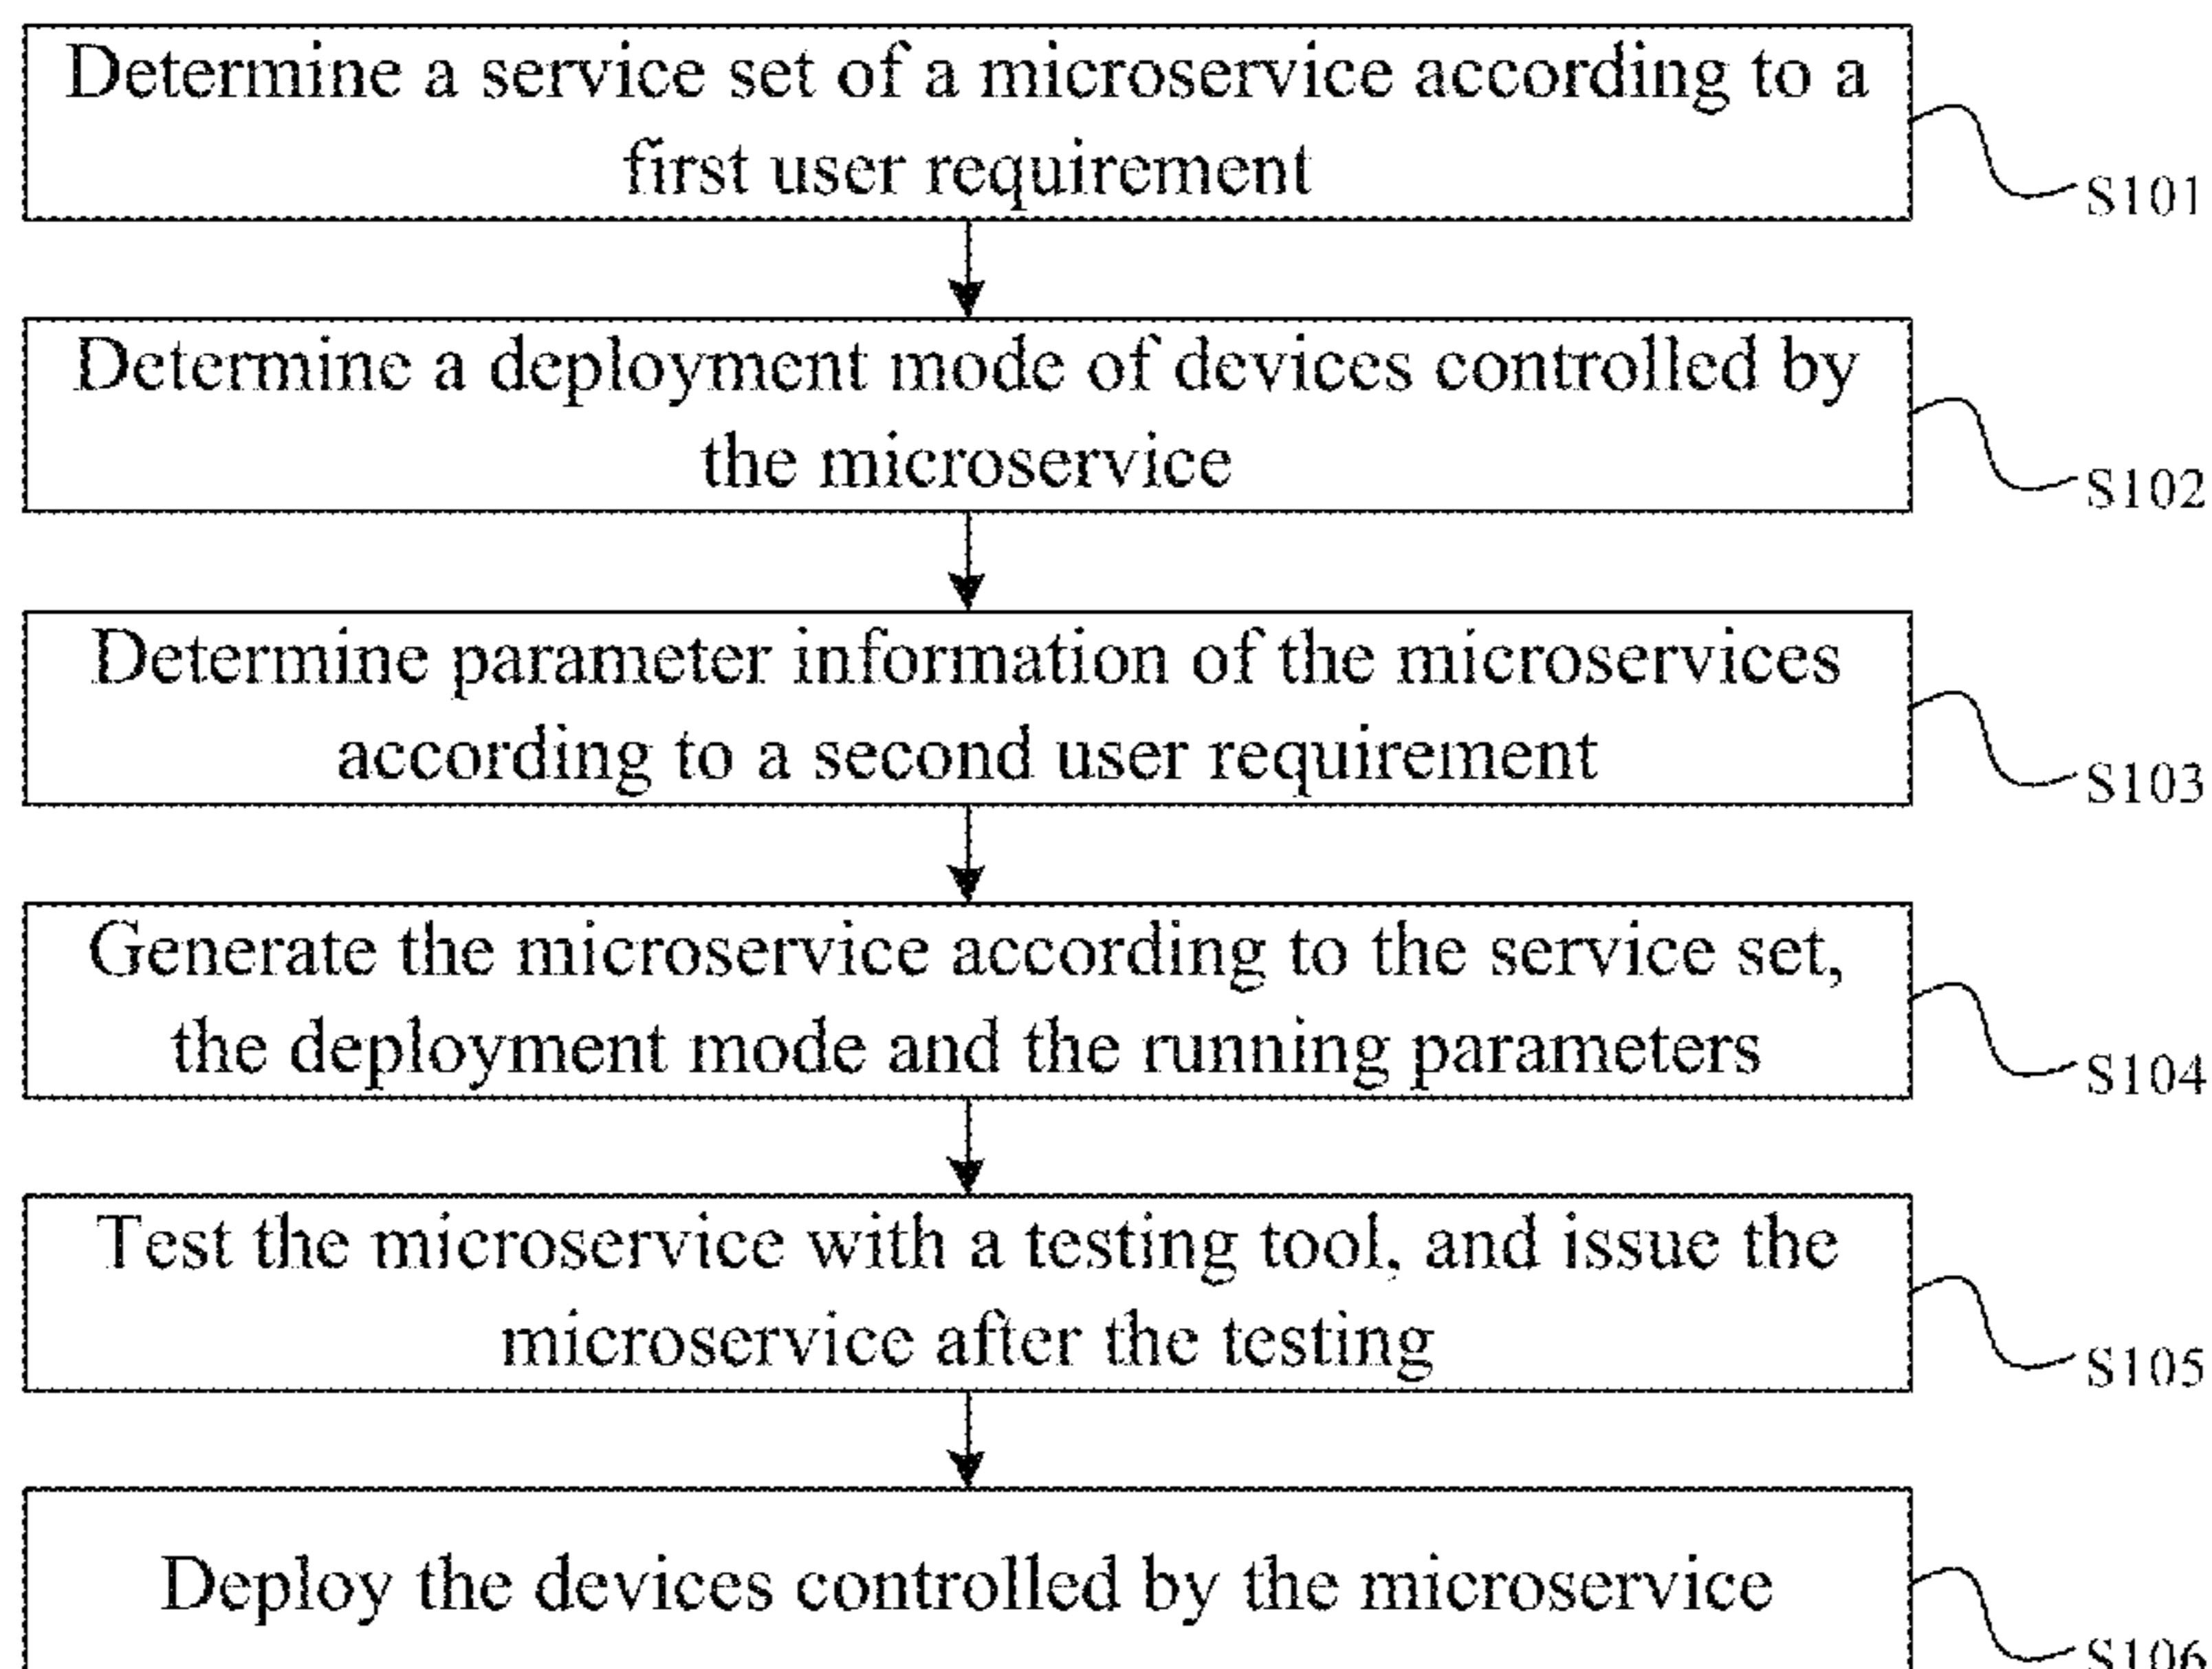 Determine a service set of a microservice according to a
first user requirement
S101
Determine a deployment mode of devices controlled by
the microservice
S102
Determine parameter information of the microservices
according to a second user requirement
S103
Generate the microservice according to the service set,
the deployment mode and the running parameters
S104
Test the microservice with a testing tool, and issue the
microservice after the testing
S105
Deploy the devices controlled by the microservice
S106